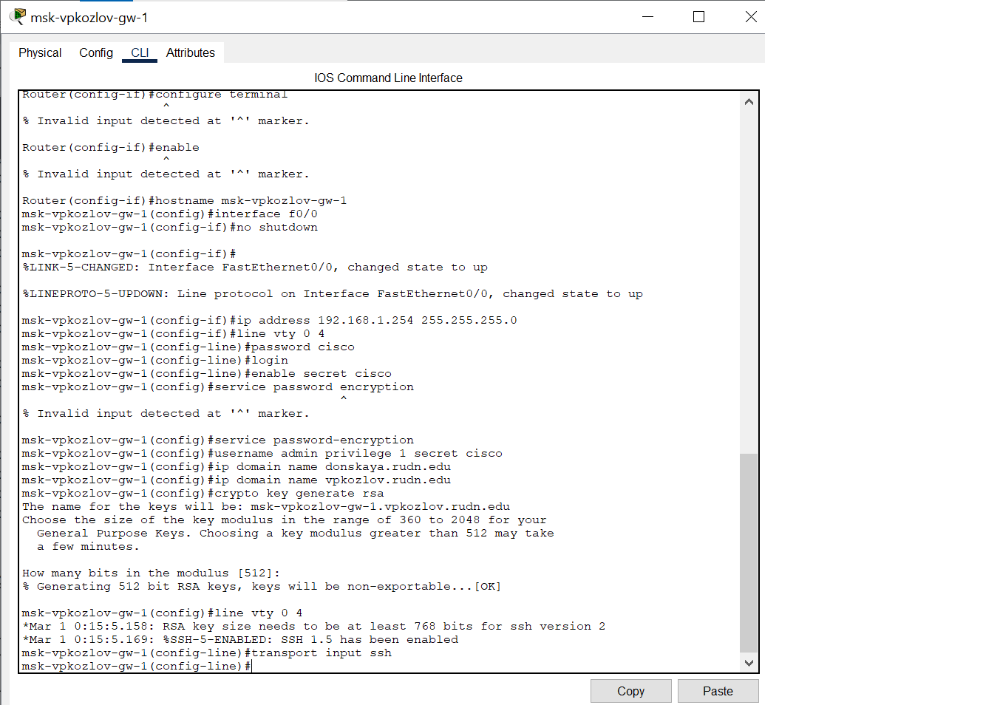 msk-vpkozlov-gw-1
Physical Config CLI Attributes
IOS Command Line Interface
Router(config-if)#configure terminal
^
% Invalid input detected at '^' marker.
Router(config-if)#enable
^
% Invalid input detected at '^' marker.
Router(config-if)#hostname msk-vpkozlov-gw-1
msk-vpkozlov-gw-1(config)#interface f0/0
msk-vpkozlov-gw-1(config-if)#no shutdown
msk-vpkozlov-gw-1(config-if)#
%LINK-5-CHANGED: Interface FastEthernet0/0, changed state to up
%LINEPROTO-5-UPDOWN: Line protocol on Interface FastEthernet0/0, changed state to up
msk-vpkozlov-gw-1(config-if)#ip address 192.168.1.254 255.255.255.0
msk-vpkozlov-gw-1(config-if)#line vty 0 4
msk-vpkozlov-gw-1(config-line)#password cisco
msk-vpkozlov-gw-1(config-line)#login
msk-vpkozlov-gw-1(config-line)#enable secret cisco
msk-vpkozlov-gw-1(config)#service password encryption
^
% Invalid input detected at '^' marker.
msk-vpkozlov-gw-1(config)#service password-encryption
msk-vpkozlov-gw-1(config)#username admin privilege 1 secret cisco
msk-vpkozlov-gw-1(config)#ip domain name donskaya.rudn.edu
msk-vpkozlov-gw-1(config)#ip domain name vpkozlov.rudn.edu
msk-vpkozlov-gw-1(config)#crypto key generate rsa
The name for the keys will be: msk-vpkozlov-gw-1.vpkozlov.rudn.edu
Choose the size of the key modulus in the range of 360 to 2048 for your
General Purpose Keys. Choosing a key modulus greater than 512 may take
a few minutes.
How many bits in the modulus [512]:
% Generating 512 bit RSA keys, keys will be non-exportable...[OK]
msk-vpkozlov-gw-1(config)#line vty 0 4
*Mar 1 0:15:5.158: RSA key size needs to be at least 768 bits for ssh version 2
*Mar 1 0:15:5.169: %SSH-5-ENABLED: SSH 1.5 has been enabled
msk-vpkozlov-gw-1(config-line)#transport input ssh
msk-vpkozlov-gw-1(config-line)#
Copy Paste